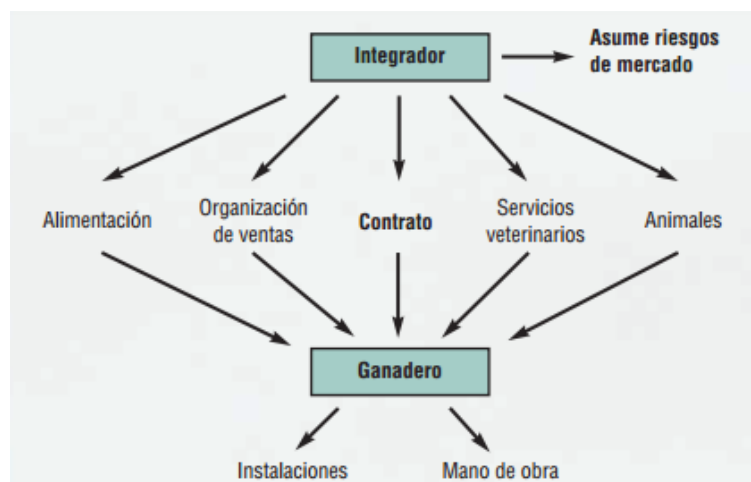 Integrador
Asume riesgos
de mercado
Alimentación
Organización
de ventas
Contrato
Servicios
veterinarios
Animales
Ganadero
Instalaciones
Mano de obra